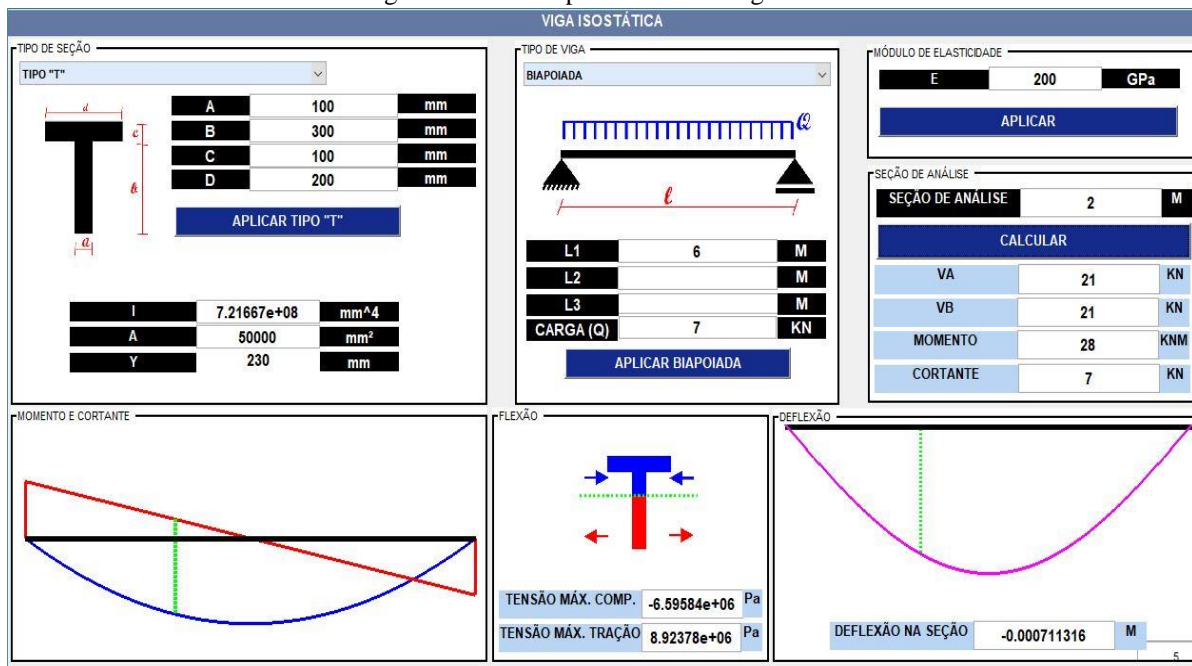 VIGA ISOSTÁTICA
TIPO DE SEÇÃO
TIPO "T"
d
c
b
a
A 100 mm
B 300 mm
C 100 mm
D 200 mm
APLICAR TIPO "T"
I 7.21667e+08 mm^4
A 50000 mm²
Y 230 mm
TIPO DE VIGA
BIAPOIADA
Q
ℓ
L1 6 M
L2 M
L3 M
CARGA (Q) 7 KN
APLICAR BIAPOIADA
MÓDULO DE ELASTICIDADE
E 200 GPa
APLICAR
SEÇÃO DE ANÁLISE
SEÇÃO DE ANÁLISE 2 M
CALCULAR
VA 21 KN
VB 21 KN
MOMENTO 28 KNM
CORTANTE 7 KN
MOMENTO E CORTANTE
FLEXÃO
TENSÃO MÁX. COMP. -6.59584e+06 Pa
TENSÃO MÁX. TRAÇÃO 8.92378e+06 Pa
DEFLEXÃO
DEFLEXÃO NA SEÇÃO -0.000711316 M
5